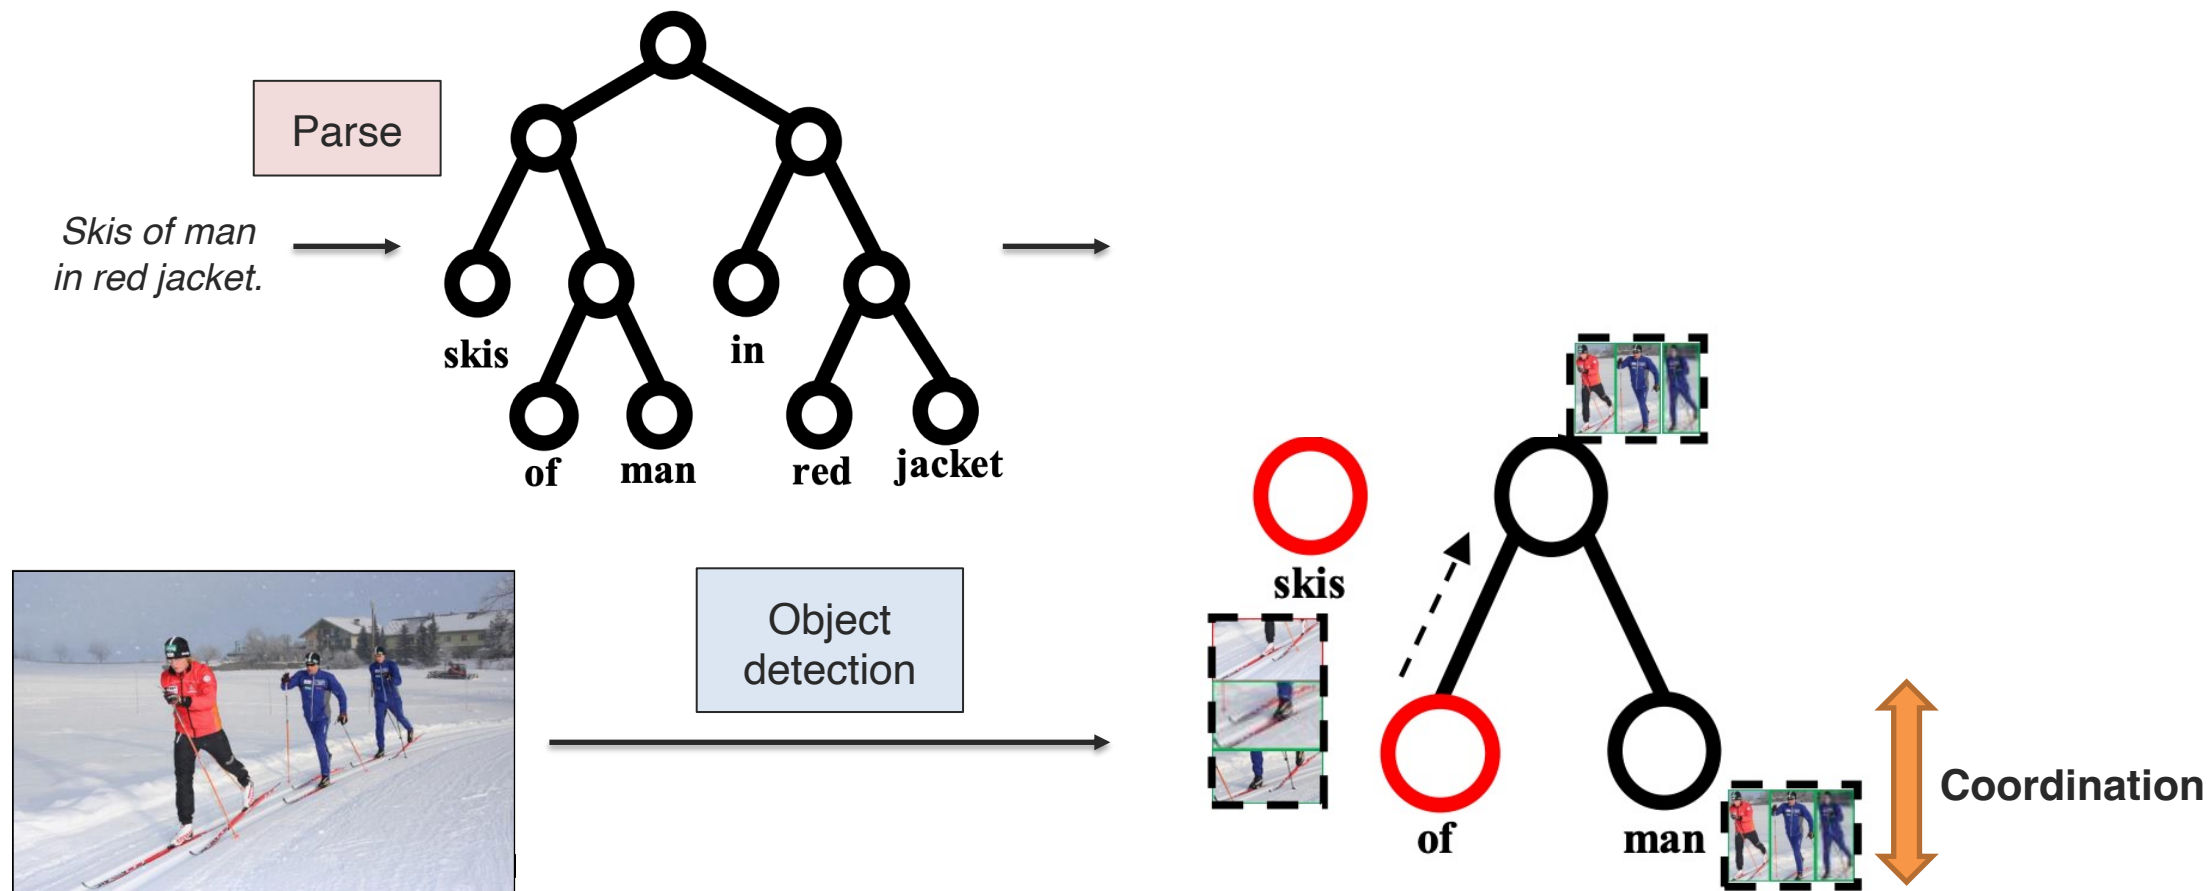 Parse
Skis of man
in red jacket.
skis
in
of
man
red
jacket
Object
detection
skis
of
man
Coordination